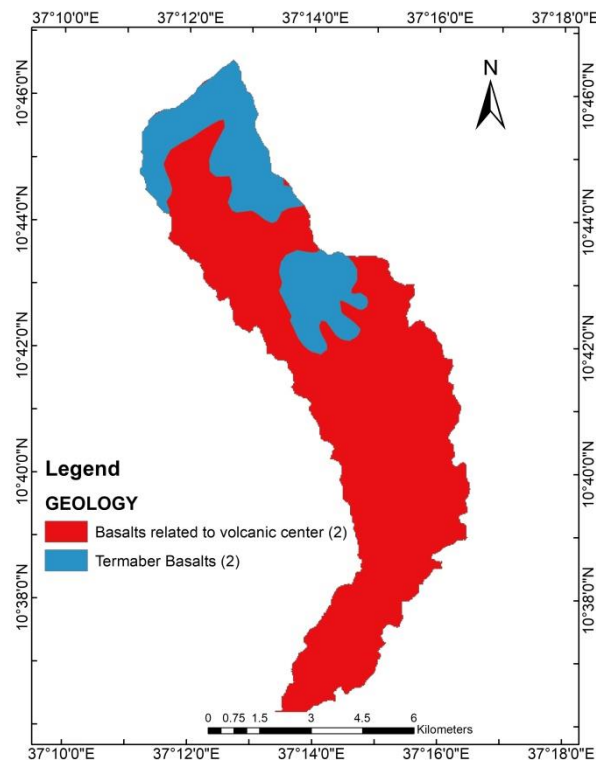 37°10'0"E 37°12'0"E 37°14'0"E 37°16'0"E 37°18'0"E
N
10°46'0"N 10°46'0"N
10°44'0"N 10°44'0"N
10°42'0"N 10°42'0"N
10°40'0"N 10°40'0"N
10°38'0"N 10°38'0"N
Legend
GEOLOGY
Basalts related to volcanic center (2)
Termaber Basalts (2)
0 0.75 1.5 3 4.5 6
Kilometers
37°10'0"E 37°12'0"E 37°14'0"E 37°16'0"E 37°18'0"E